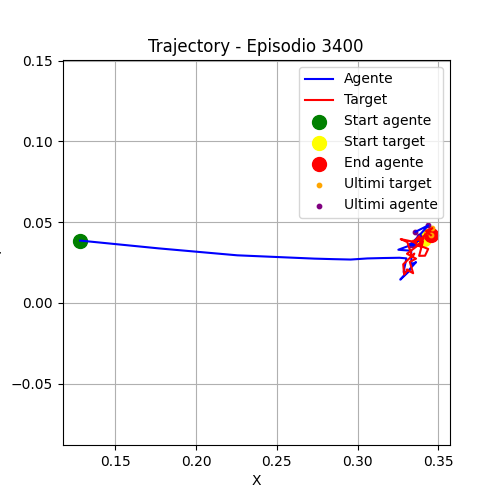 Trajectory - Episodio 3400
0.15
0.10
0.05
0.00
−0.05
Agente
Target
Start agente
Start target
End agente
Ultimi target
Ultimi agente
0.15
0.20
0.25
0.30
0.35
X